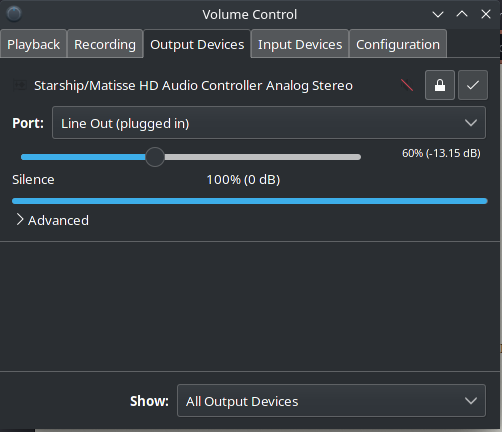 Volume Control
Playback Recording Output Devices Input Devices Configuration
Starship/Matisse HD Audio Controller Analog Stereo
Port: Line Out (plugged in)
60% (-13.15 dB)
Silence 100% (0 dB)
Advanced
Show: All Output Devices